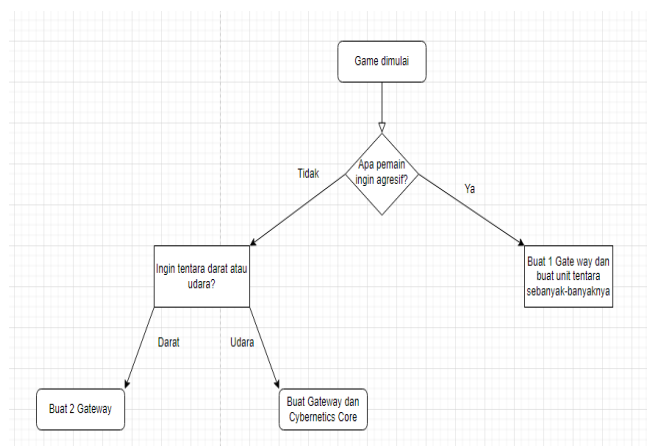 Game dimulai
Apa pemain
ingin agresif?
Tidak
Ya
Ingin tentara darat atau
udara?
Buat 1 Gate way dan
buat unit tentara
sebanyak-banyaknya
Darat
Udara
Buat 2 Gateway
Buat Gateway dan
Cybernetics Core